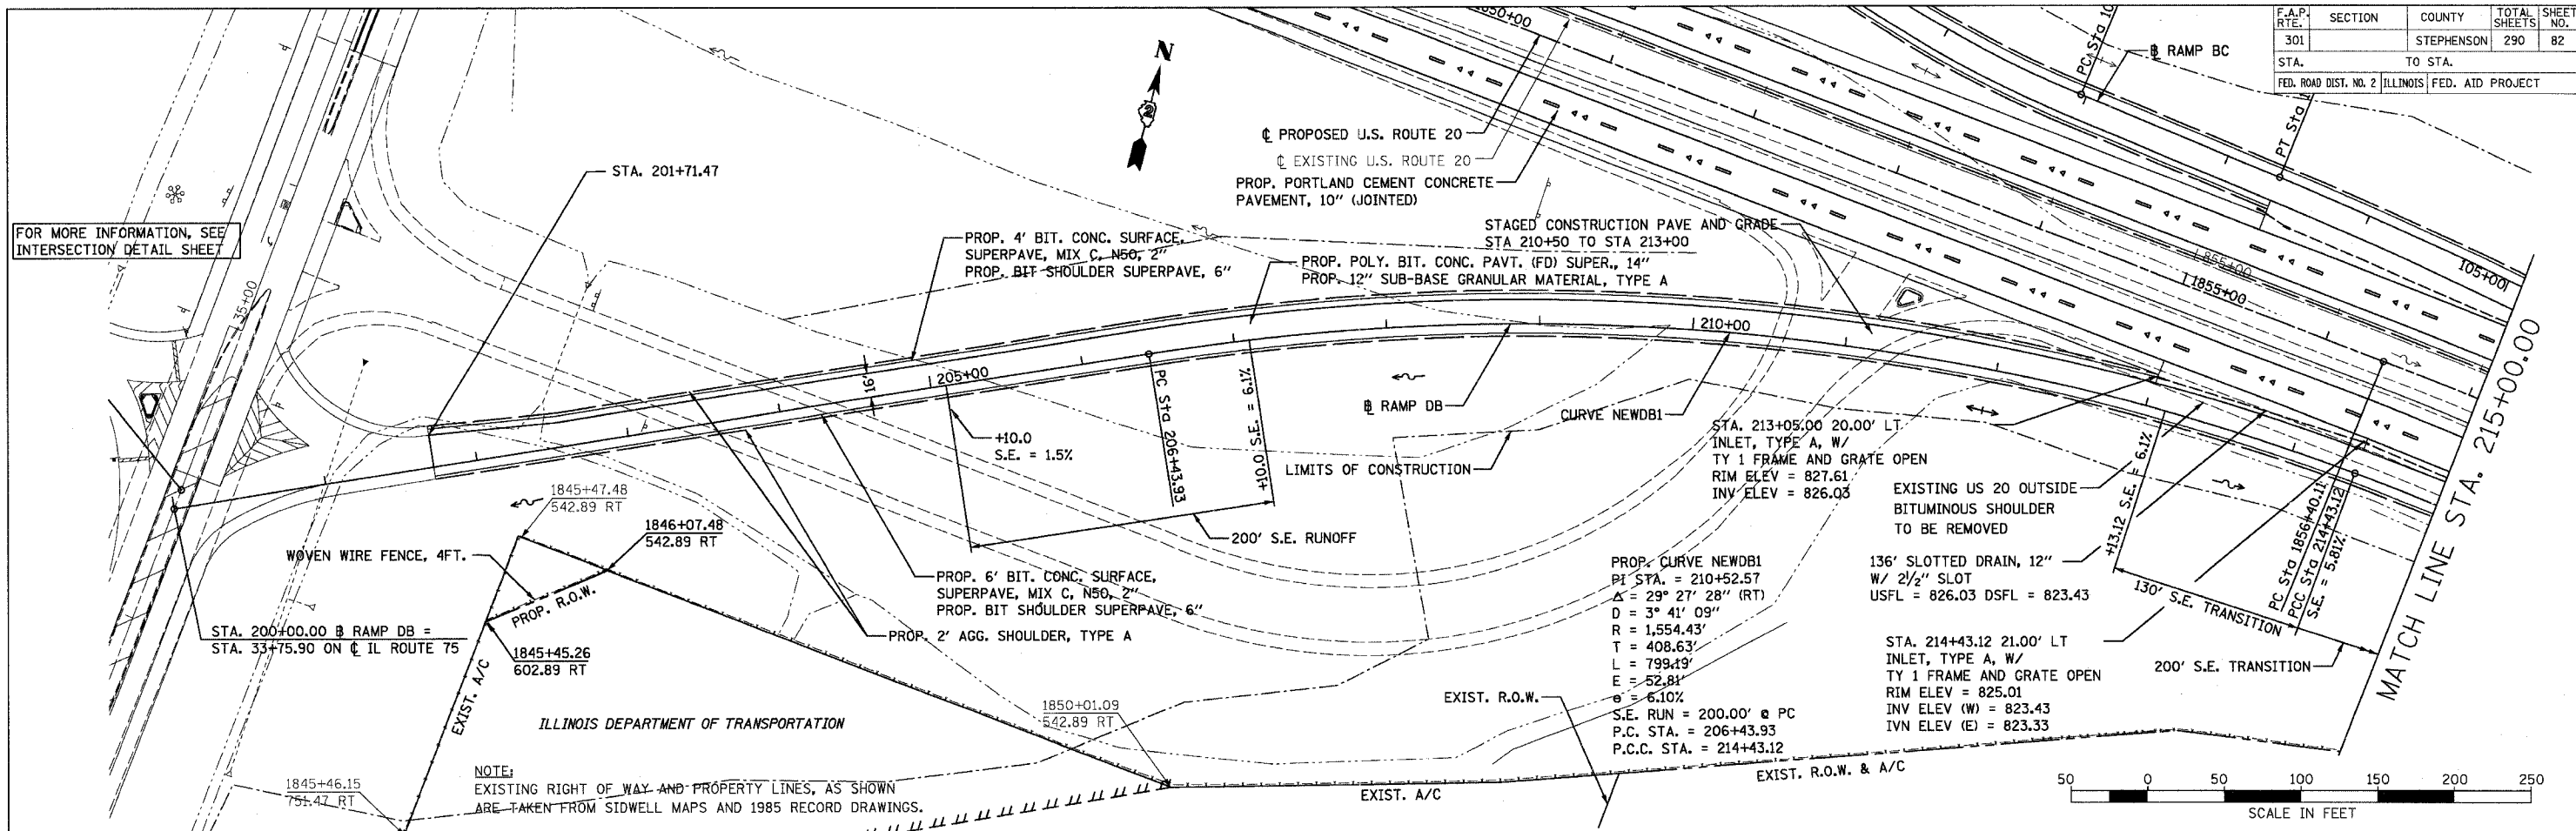 F.A.P. RTE. SECTION COUNTY TOTAL SHEETS SHEET NO.
301 STEPHENSON 290 82
STA. TO STA.
FED. ROAD DIST. NO. 2 ILLINOIS FED. AID PROJECT
1850+00
PC Sta 10
℄ RAMP BC
PT Sta 1
N
2
℄ PROPOSED U.S. ROUTE 20
℄ EXISTING U.S. ROUTE 20
PROP. PORTLAND CEMENT CONCRETE
PAVEMENT, 10" (JOINTED)
STA. 201+71.47
FOR MORE INFORMATION, SEE
INTERSECTION DETAIL SHEET
PROP. 4' BIT. CONC. SURFACE,
SUPERPAVE, MIX C, N50, 2"
PROP. BIT SHOULDER SUPERPAVE, 6"
STAGED CONSTRUCTION PAVE AND GRADE
STA 210+50 TO STA 213+00
PROP. POLY. BIT. CONC. PAVT. (FD) SUPER., 14"
PROP. 12" SUB-BASE GRANULAR MATERIAL, TYPE A
855+00
1855+00
105+00
35+00
210+00
205+00
16'
PC Sta 206+43.93
+10.0 S.E. = 6.1%
+10.0
S.E. = 1.5%
℄ RAMP DB
CURVE NEWDB1
LIMITS OF CONSTRUCTION
200' S.E. RUNOFF
STA. 213+05.00 20.00' LT
INLET, TYPE A, W/
TY 1 FRAME AND GRATE OPEN
RIM ELEV = 827.61
INV ELEV = 826.03
EXISTING US 20 OUTSIDE
BITUMINOUS SHOULDER
TO BE REMOVED
+13.12 S.E. = 6.1%
PC Sta 1856+40.11
PCC Sta 214+43.12
S.E. = 5.81%
MATCH LINE STA. 215+00.00
1845+47.48
542.89 RT
1846+07.48
542.89 RT
WOVEN WIRE FENCE, 4FT.
PROP. R.O.W.
STA. 200+00.00 ℄ RAMP DB =
STA. 33+75.90 ON ℄ IL ROUTE 75
1845+45.26
602.89 RT
EXIST. A/C
PROP. 6' BIT. CONC. SURFACE,
SUPERPAVE, MIX C, N50, 2"
PROP. BIT SHOULDER SUPERPAVE, 6"
PROP. 2' AGG. SHOULDER, TYPE A
PROP. CURVE NEWDB1
PI STA. = 210+52.57
Δ = 29° 27' 28" (RT)
D = 3° 41' 09"
R = 1,554.43'
T = 408.63'
L = 799.19'
E = 52.81'
e = 6.10%
S.E. RUN = 200.00' @ PC
P.C. STA. = 206+43.93
P.C.C. STA. = 214+43.12
136' SLOTTED DRAIN, 12"
W/ 2½" SLOT
USFL = 826.03 DSFL = 823.43
130' S.E. TRANSITION
STA. 214+43.12 21.00' LT
INLET, TYPE A, W/
TY 1 FRAME AND GRATE OPEN
RIM ELEV = 825.01
INV ELEV (W) = 823.43
IVN ELEV (E) = 823.33
200' S.E. TRANSITION
ILLINOIS DEPARTMENT OF TRANSPORTATION
1850+01.09
542.89 RT
EXIST. R.O.W.
EXIST. R.O.W. & A/C
EXIST. A/C
1845+46.15
751.47 RT
NOTE:
EXISTING RIGHT OF WAY AND PROPERTY LINES, AS SHOWN
ARE TAKEN FROM SIDWELL MAPS AND 1985 RECORD DRAWINGS.
50 0 50 100 150 200 250
SCALE IN FEET